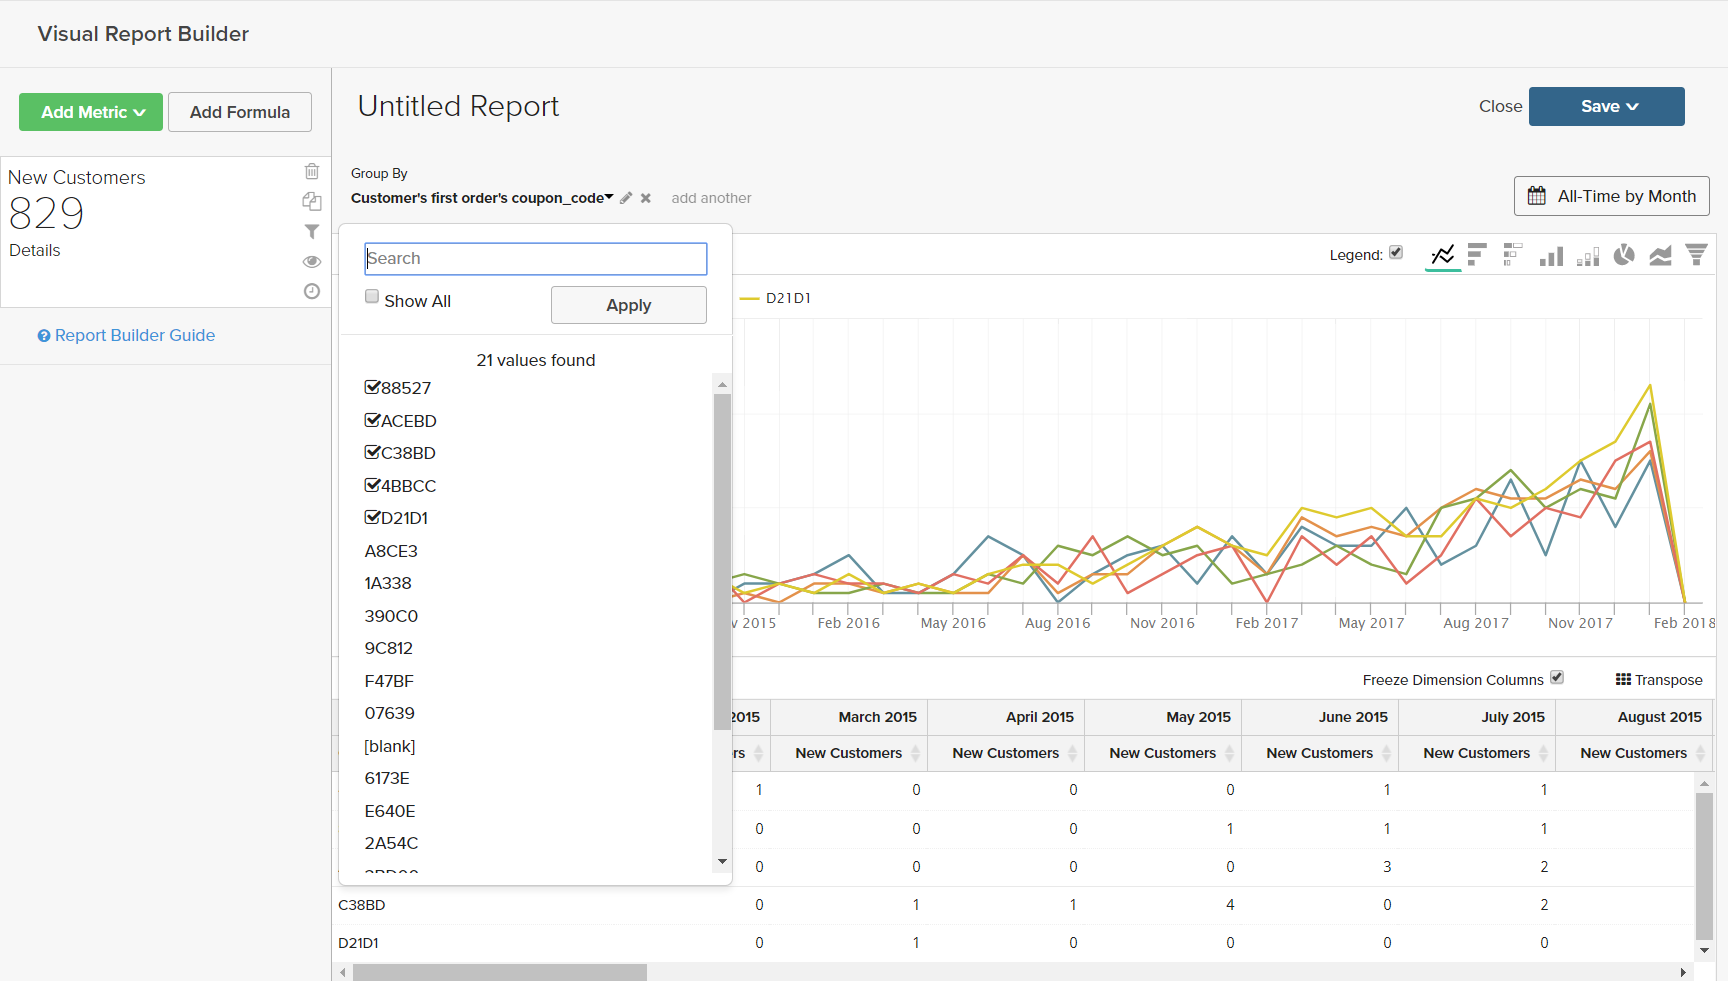 Visual Report Builder
Add Metric
Add Formula
Untitled Report
Close
Save
New Customers
829
Details
Report Builder Guide
Group By
Customer's first order's coupon_code
add another
All-Time by Month
Search
Show All
Apply
21 values found
88527
ACEBD
C38BD
4BBCC
D21D1
A8CE3
1A338
390C0
9C812
F47BF
07639
[blank]
6173E
E640E
2A54C
Legend:
D21D1
2015 Feb 2016 May 2016 Aug 2016 Nov 2016 Feb 2017 May 2017 Aug 2017 Nov 2017 Feb 2018
Freeze Dimension Columns
Transpose
2015 March 2015 April 2015 May 2015 June 2015 July 2015 August 2015
New Customers New Customers New Customers New Customers New Customers New Customers
1 0 0 0 1 1
0 0 0 1 1 1
0 0 0 0 3 2
C38BD 0 1 1 4 0 2
D21D1 0 1 0 0 0 0